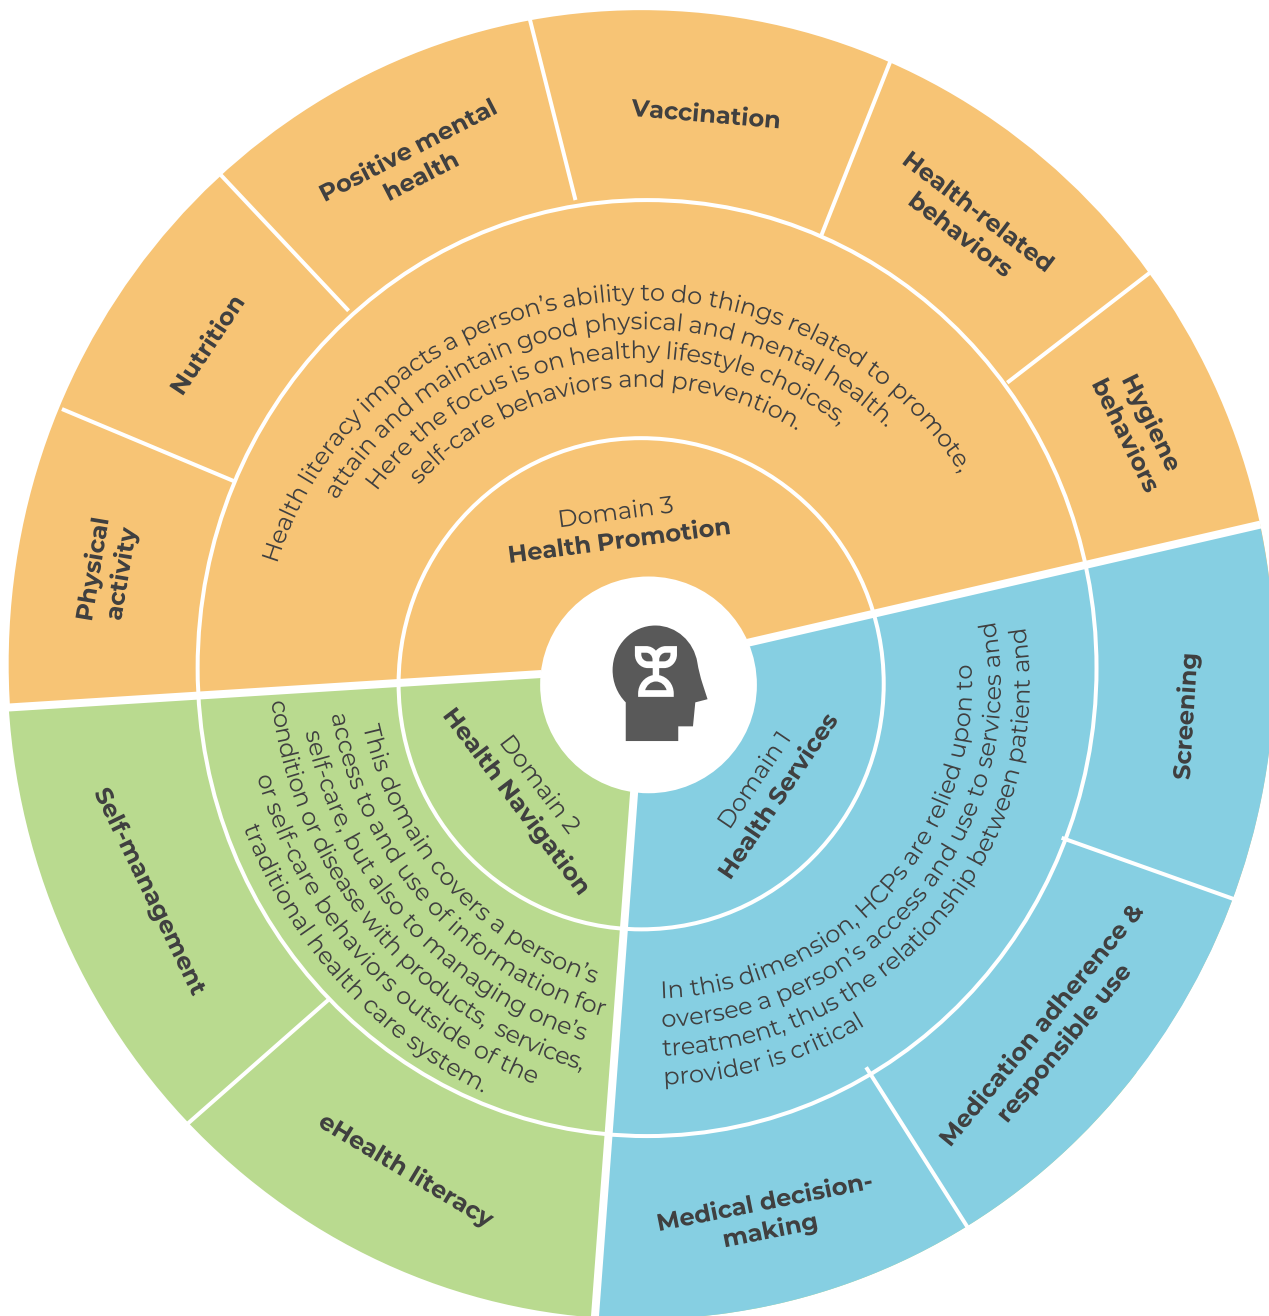 Positive mental
health
Vaccination
Health-related
behaviors
Hygiene
behaviors
Nutrition
Physical
activity
Health literacy impacts a person’s ability to do things related to promote,
attain and maintain good physical and mental health.
Here the focus is on healthy lifestyle choices,
self-care behaviors and prevention.
Domain 3
Health Promotion
Domain 1
Health Services
In this dimension, HCPs are relied upon to
oversee a person’s access and use to services and
treatment, thus the relationship between patient and
provider is critical
Screening
Medication adherence &
responsible use
Medical decision-
making
Domain 2
Health Navigation
This domain covers a person’s
access to and use of information for
self-care, but also to managing one’s
condition or disease with products, services,
or self-care behaviors outside of the
traditional health care system.
Self-management
eHealth literacy